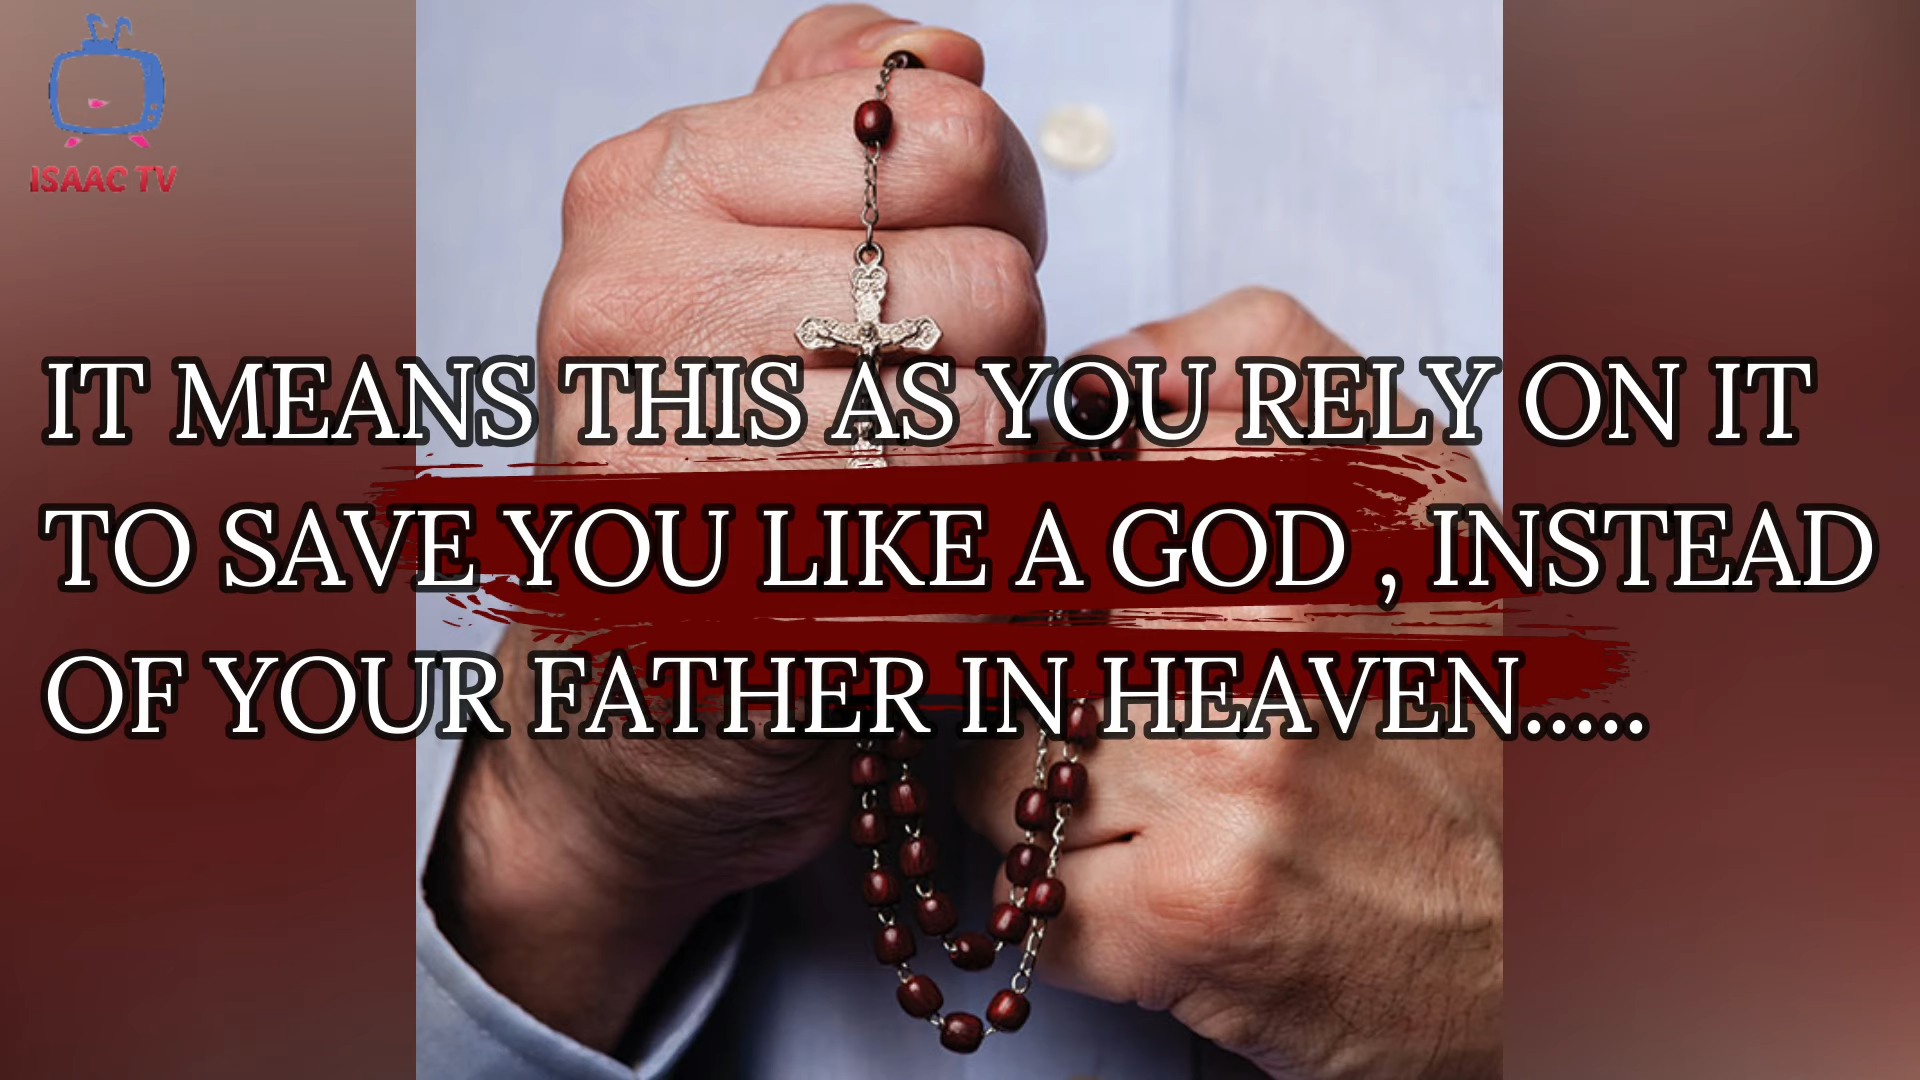 ISAAC TV
IT MEANS THIS AS YOU RELY ON IT
TO SAVE YOU LIKE A GOD , INSTEAD
OF YOUR FATHER IN HEAVEN.....